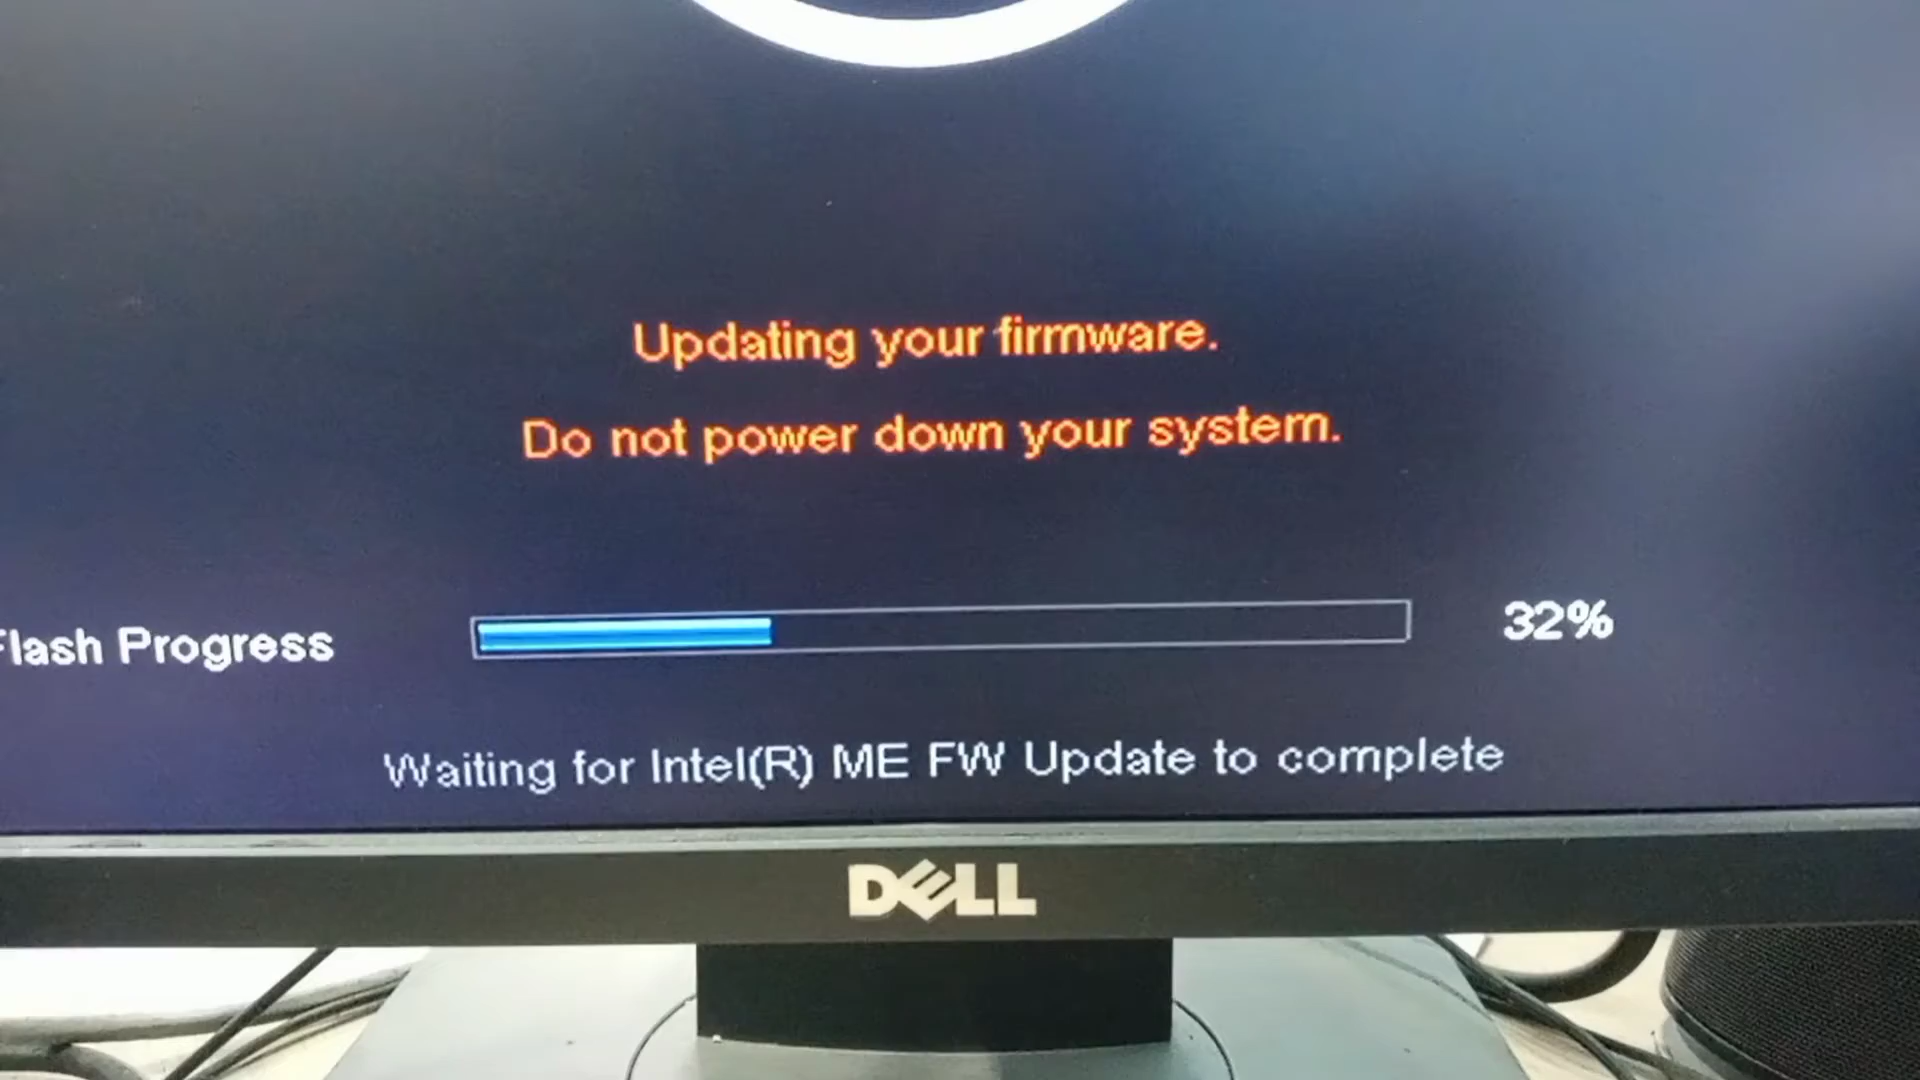 Updating your firmware.
Do not power down your system.
Flash Progress 32%
Waiting for Intel(R) ME FW Update to complete
DELL